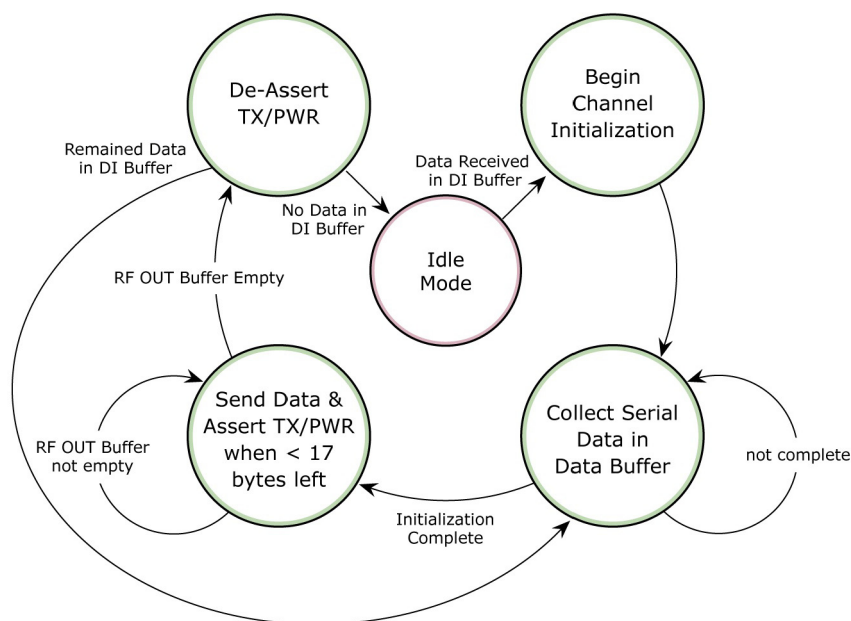 De-Assert
TX/PWR
Begin
Channel
Initialization
Remained Data
in DI Buffer
Data Received
in DI Buffer
No Data in
DI Buffer
Idle
Mode
RF OUT Buffer Empty
Send Data &
Assert TX/PWR
when < 17
bytes left
Collect Serial
Data in
Data Buffer
RF OUT Buffer
not empty
not complete
Initialization
Complete